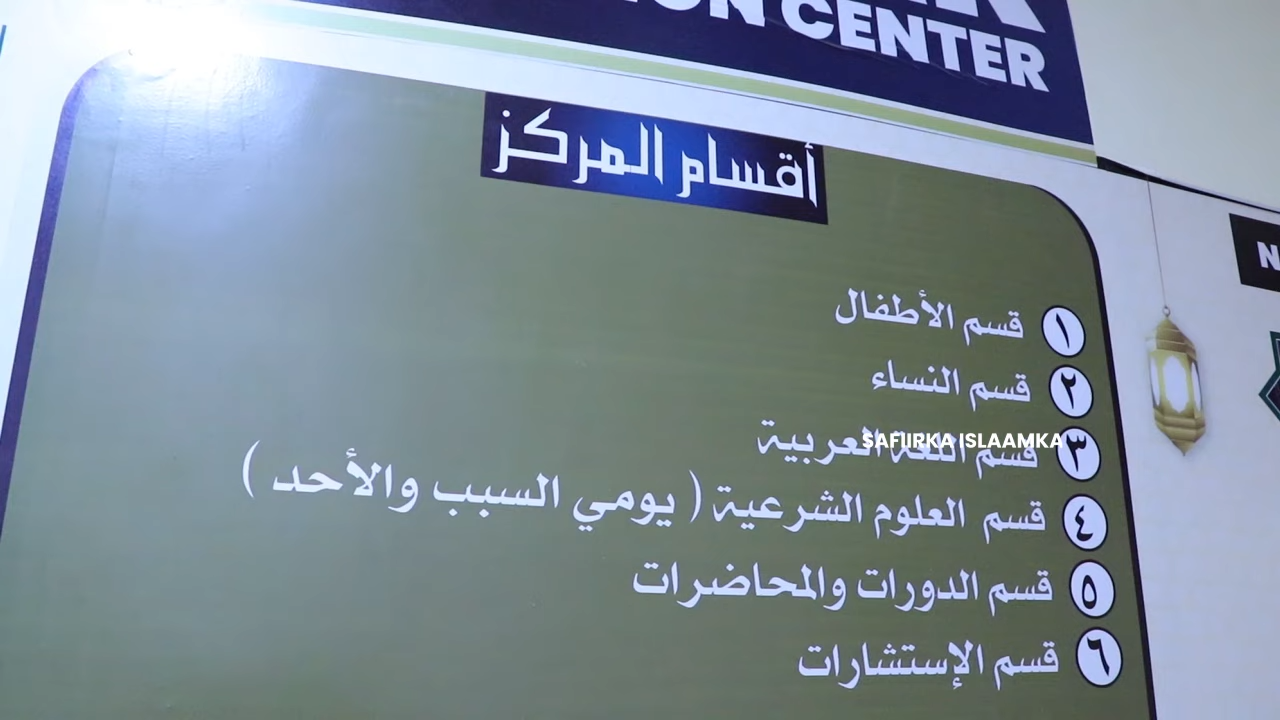 CENTER
أقسام المركز
١ قسم الأطفال
٢ قسم النساء
٣ قسم اللغة العربية
SAFIIRKA ISLAAMKA
٤ قسم العلوم الشرعية ( يومي السبب والأحد )
٥ قسم الدورات والمحاضرات
٦ قسم الإستشارات